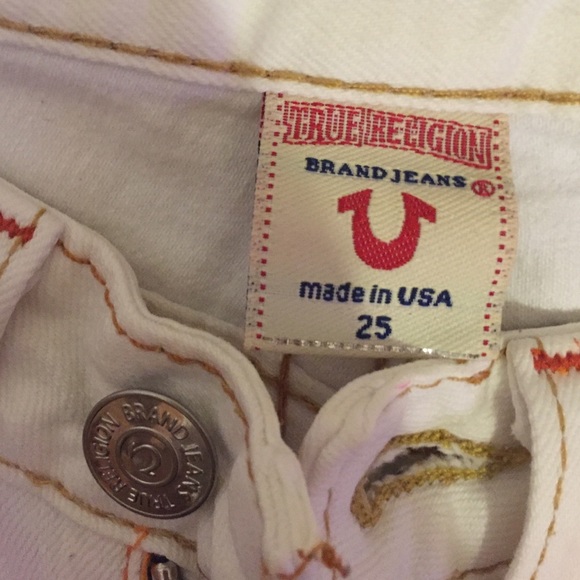 TRUE RELIGION
BRAND JEANS ®
made in USA
25
TRUE RELIGION BRAND JEANS